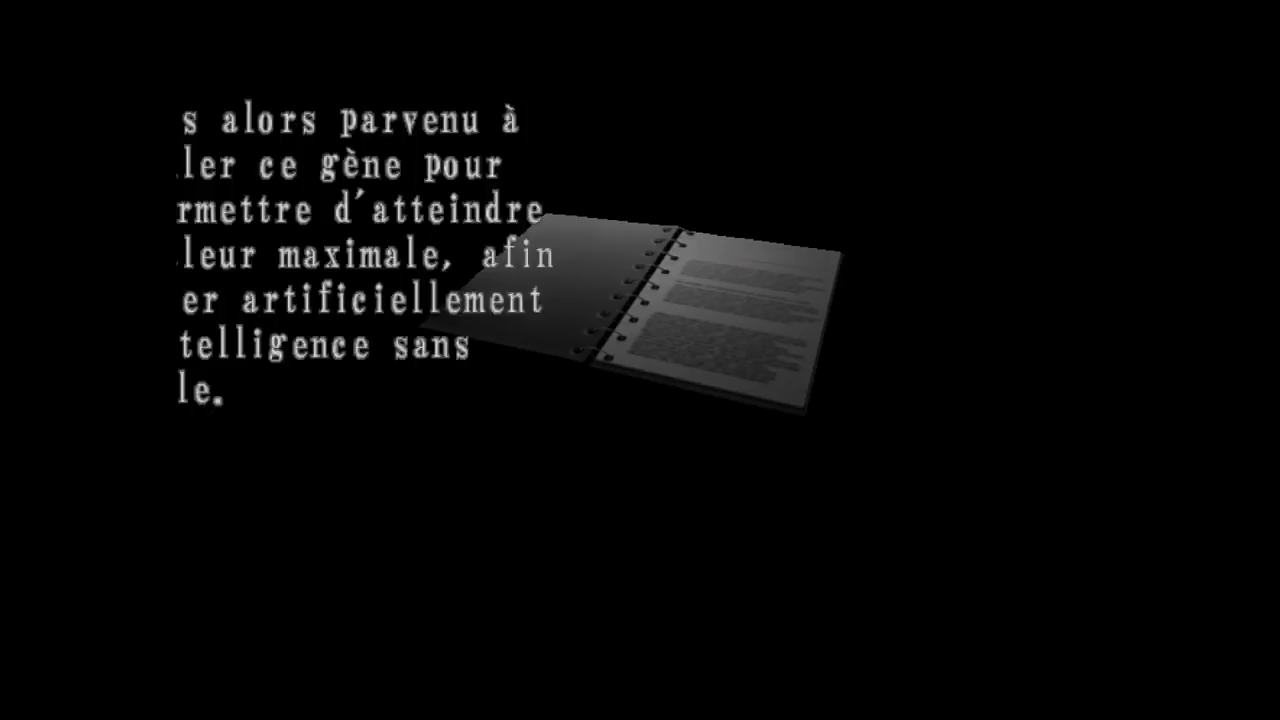 s alors parvenu à
ler ce gène pour
rmettre d'atteindre
leur maximale, afin
er artificiellement
telligence sans
le.